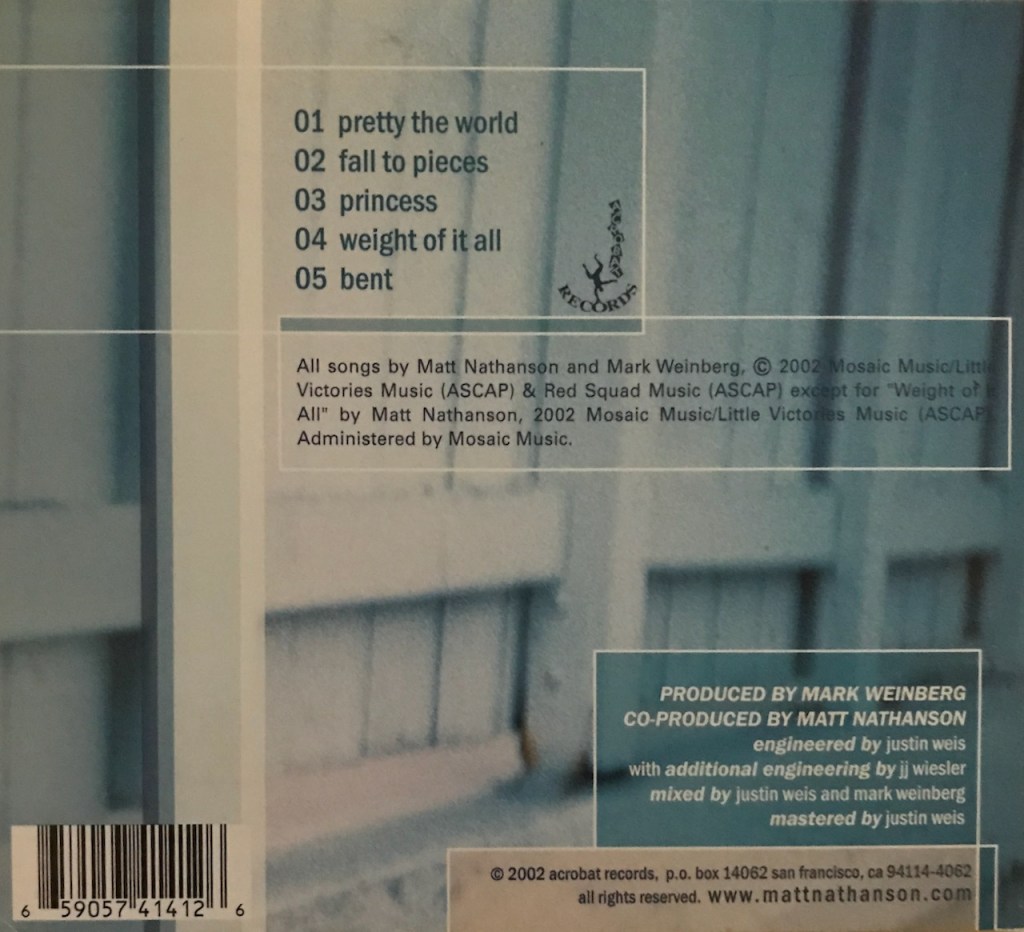 01 pretty the world
02 fall to pieces
03 princess
04 weight of it all
05 bent
RECORDS
All songs by Matt Nathanson and Mark Weinberg, © 2002 Mosaic Music/Little
Victories Music (ASCAP) & Red Squad Music (ASCAP) except for "Weight of It
All" by Matt Nathanson, 2002 Mosaic Music/Little Victories Music (ASCAP).
Administered by Mosaic Music.
PRODUCED BY MARK WEINBERG
CO-PRODUCED BY MATT NATHANSON
engineered by justin weis
with additional engineering by jj wiesler
mixed by justin weis and mark weinberg
mastered by justin weis
© 2002 acrobat records, p.o. box 14062 san francisco, ca 94114-4062
all rights reserved. www.mattnathanson.com
6 59057 41412 6